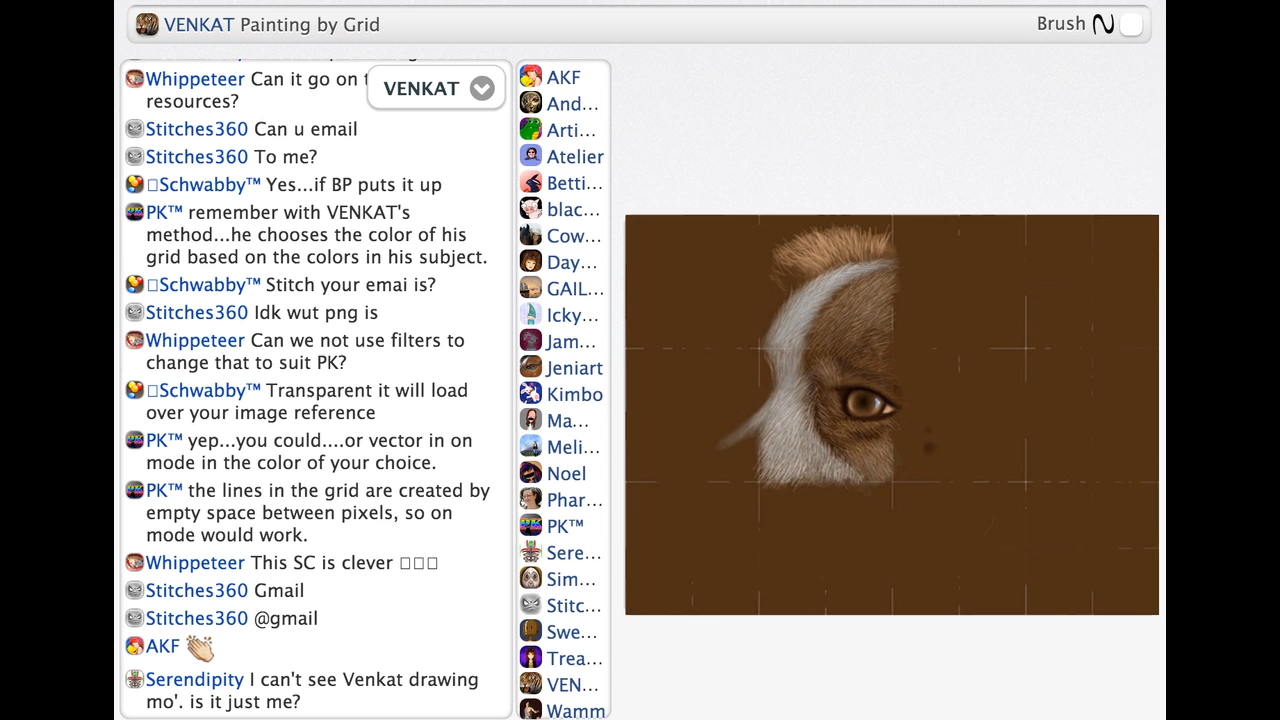 VENKAT Painting by Grid
Brush
Whippeteer Can it go on
resources?
VENKAT
Stitches360 Can u email
Stitches360 To me?
Schwabby™ Yes...if BP puts it up
PK™ remember with VENKAT's
method...he chooses the color of his
grid based on the colors in his subject.
Schwabby™ Stitch your emai is?
Stitches360 Idk wut png is
Whippeteer Can we not use filters to
change that to suit PK?
Schwabby™ Transparent it will load
over your image reference
PK™ yep...you could....or vector in on
mode in the color of your choice.
PK™ the lines in the grid are created by
empty space between pixels, so on
mode would work.
Whippeteer This SC is clever
Stitches360 Gmail
Stitches360 @gmail
AKF
Serendipity I can't see Venkat drawing
mo'. is it just me?
AKF
And...
Arti...
Atelier
Betti...
blac...
Cow...
Day...
GAIL...
Icky...
Jam...
Jeniart
Kimbo
Ma...
Meli...
Noel
Phar...
PK™
Sere...
Sim...
Stitc...
Swe...
Trea...
VEN...
Wamm